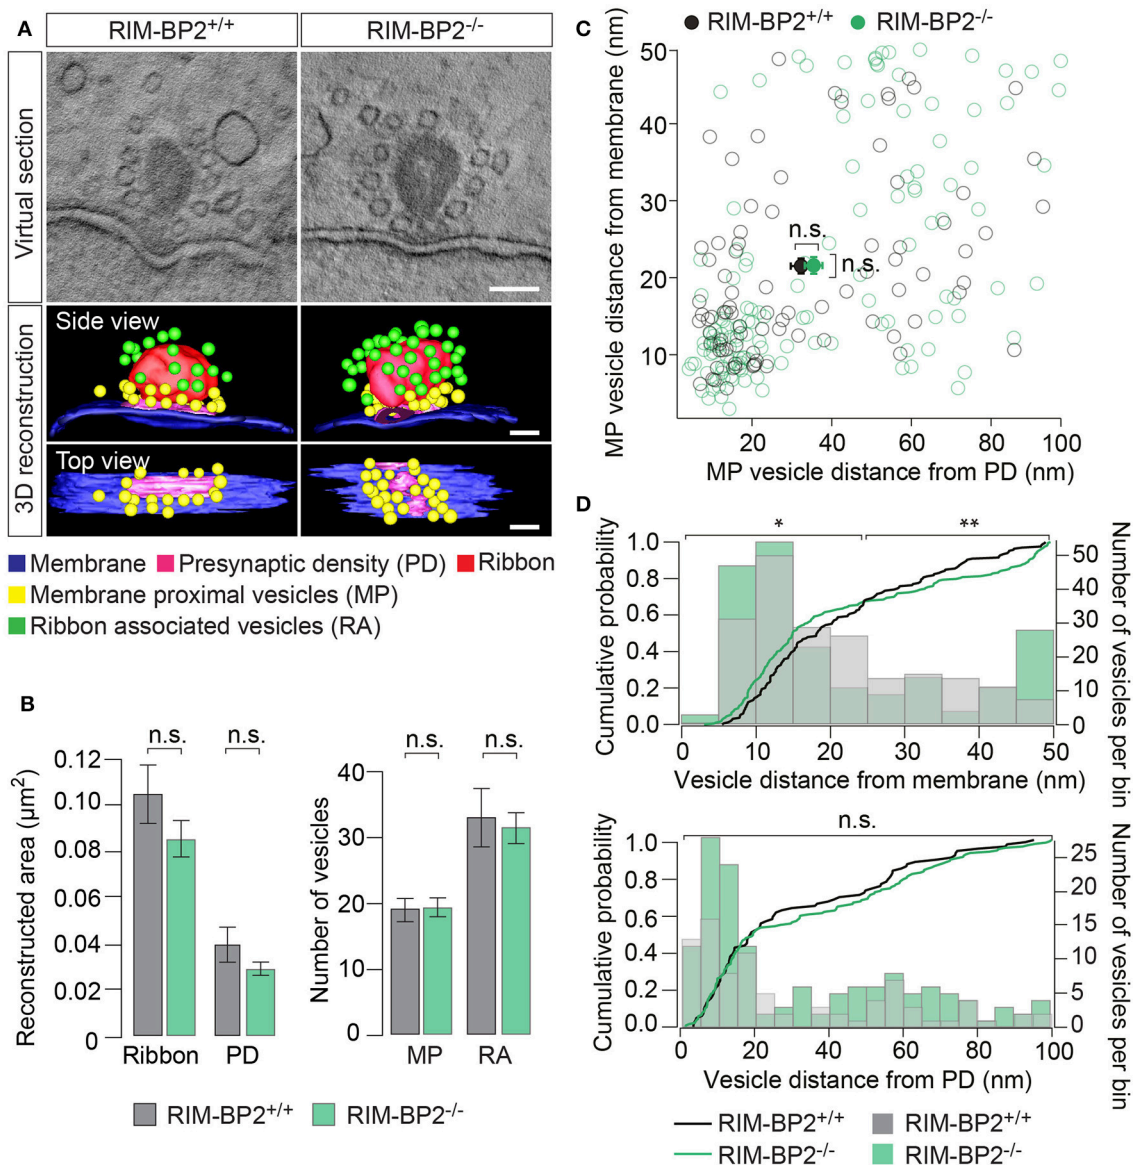 A
RIM-BP2+/+
RIM-BP2-/-
Virtual section
3D reconstruction
Side view
Top view
Membrane
Presynaptic density (PD)
Ribbon
Membrane proximal vesicles (MP)
Ribbon associated vesicles (RA)
B
Reconstructed area (µm2)
0.12
0.10
0.08
0.06
0.04
0.02
0
n.s.
n.s.
Ribbon
PD
Number of vesicles
40
30
20
10
0
n.s.
n.s.
MP
RA
RIM-BP2+/+
RIM-BP2-/-
C
RIM-BP2+/+
RIM-BP2-/-
MP vesicle distance from membrane (nm)
50
40
30
20
10
n.s.
n.s.
20
40
60
80
100
MP vesicle distance from PD (nm)
D
*
**
Cumulative probability
1.0
0.8
0.6
0.4
0.2
0.0
Number of vesicles per bin
50
40
30
20
10
0
0
10
20
30
40
50
Vesicle distance from membrane (nm)
n.s.
Cumulative probability
1.0
0.8
0.6
0.4
0.2
0.0
Number of vesicles per bin
25
20
15
10
5
0
0
20
40
60
80
100
Vesicle distance from PD (nm)
RIM-BP2+/+
RIM-BP2+/+
RIM-BP2-/-
RIM-BP2-/-